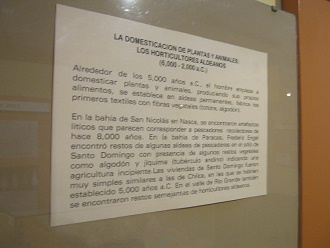 LA DOMESTICACION DE PLANTAS Y ANIMALES:
LOS HORTICULTORES ALDEANOS
(5,000 - 2,000 a.C.)
Alrededor de los 5,000 años a.C., el hombre empieza a
domesticar plantas y animales, produciendo sus propios
alimentos, se establece en aldeas permanentes, fabrica los
primeros textiles con fibras vegetales (totora, algodón).
En la bahía de San Nicolás en Nasca, se encontraron artefactos
líticos que parecen corresponder a pescadores recolectores de
hace 8,000 años. En la bahía de Paracas, Frederic Engel
encontró restos de algunas aldeas de pescadores en el sitio de
Santo Domingo con presencia de algunos restos vegetales
como algodón y jíquima (tubérculo andino) indicando una
agricultura incipiente. Las viviendas de Santo Domingo fueron
muy simples similares a las de Chilca, en las que se habrían
establecido 5,000 años a.C. En el valle de Río Grande también
se encontraron restos semejantes de horticultores aldeanos.